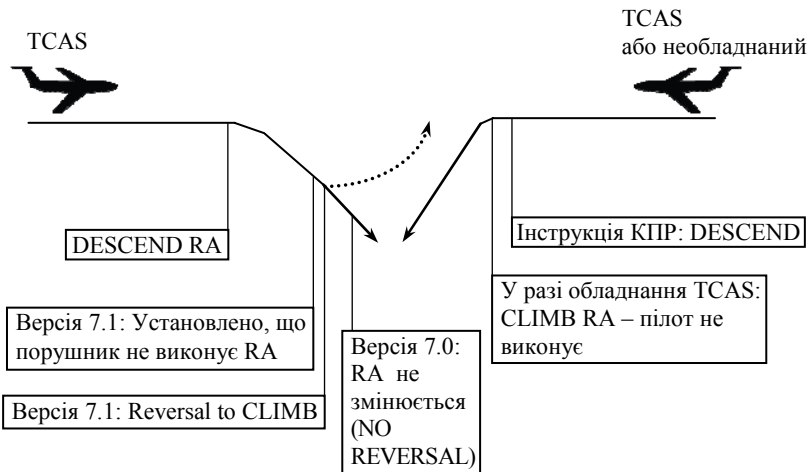 TCAS
TCAS
або необладнаний
DESCEND RA
Інструкція КПР: DESCEND
Версія 7.1: Установлено, що
порушник не виконує RA
Версія 7.1: Reversal to CLIMB
Версія 7.0:
RA не
змінюється
(NO
REVERSAL)
У разі обладнання TCAS:
CLIMB RA – пілот не
виконує